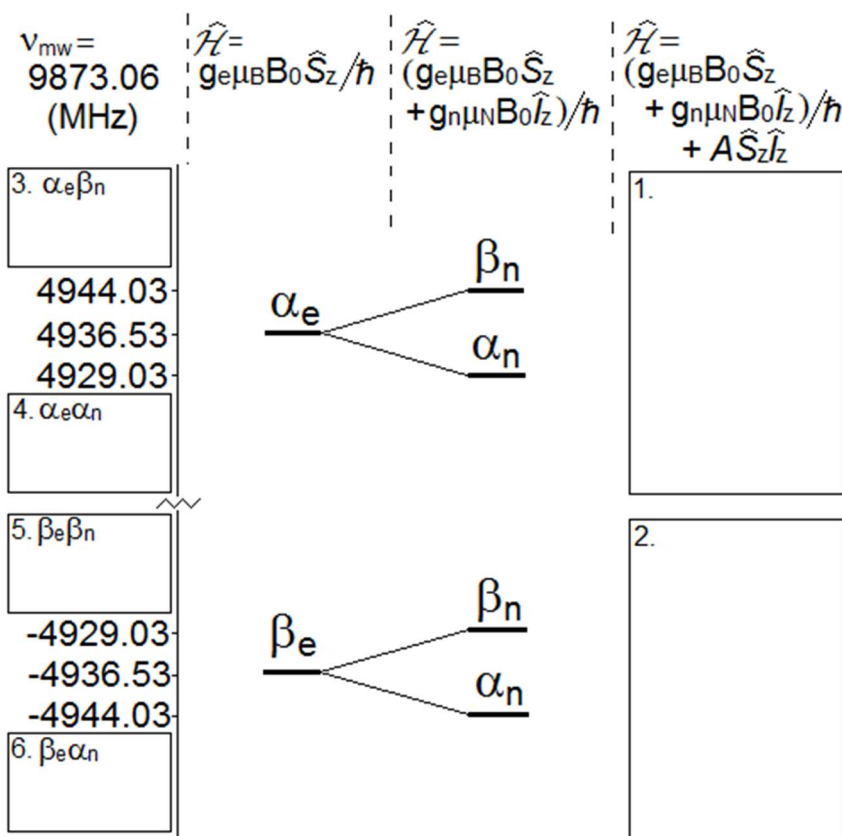 ν_mw =
9873.06
(MHz)
Ĥ =
g_eμ_BB_0Ŝ_z/ħ
Ĥ =
(g_eμ_BB_0Ŝ_z
+ g_nμ_NB_0Î_z)/ħ
Ĥ =
(g_eμ_BB_0Ŝ_z
+ g_nμ_NB_0Î_z)/ħ
+ AŜ_zÎ_z
3. α_eβ_n
4944.03
4936.53
4929.03
4. α_eα_n
5. β_eβ_n
-4929.03
-4936.53
-4944.03
6. β_eα_n
α_e
β_e
β_n
α_n
β_n
α_n
1.
2.